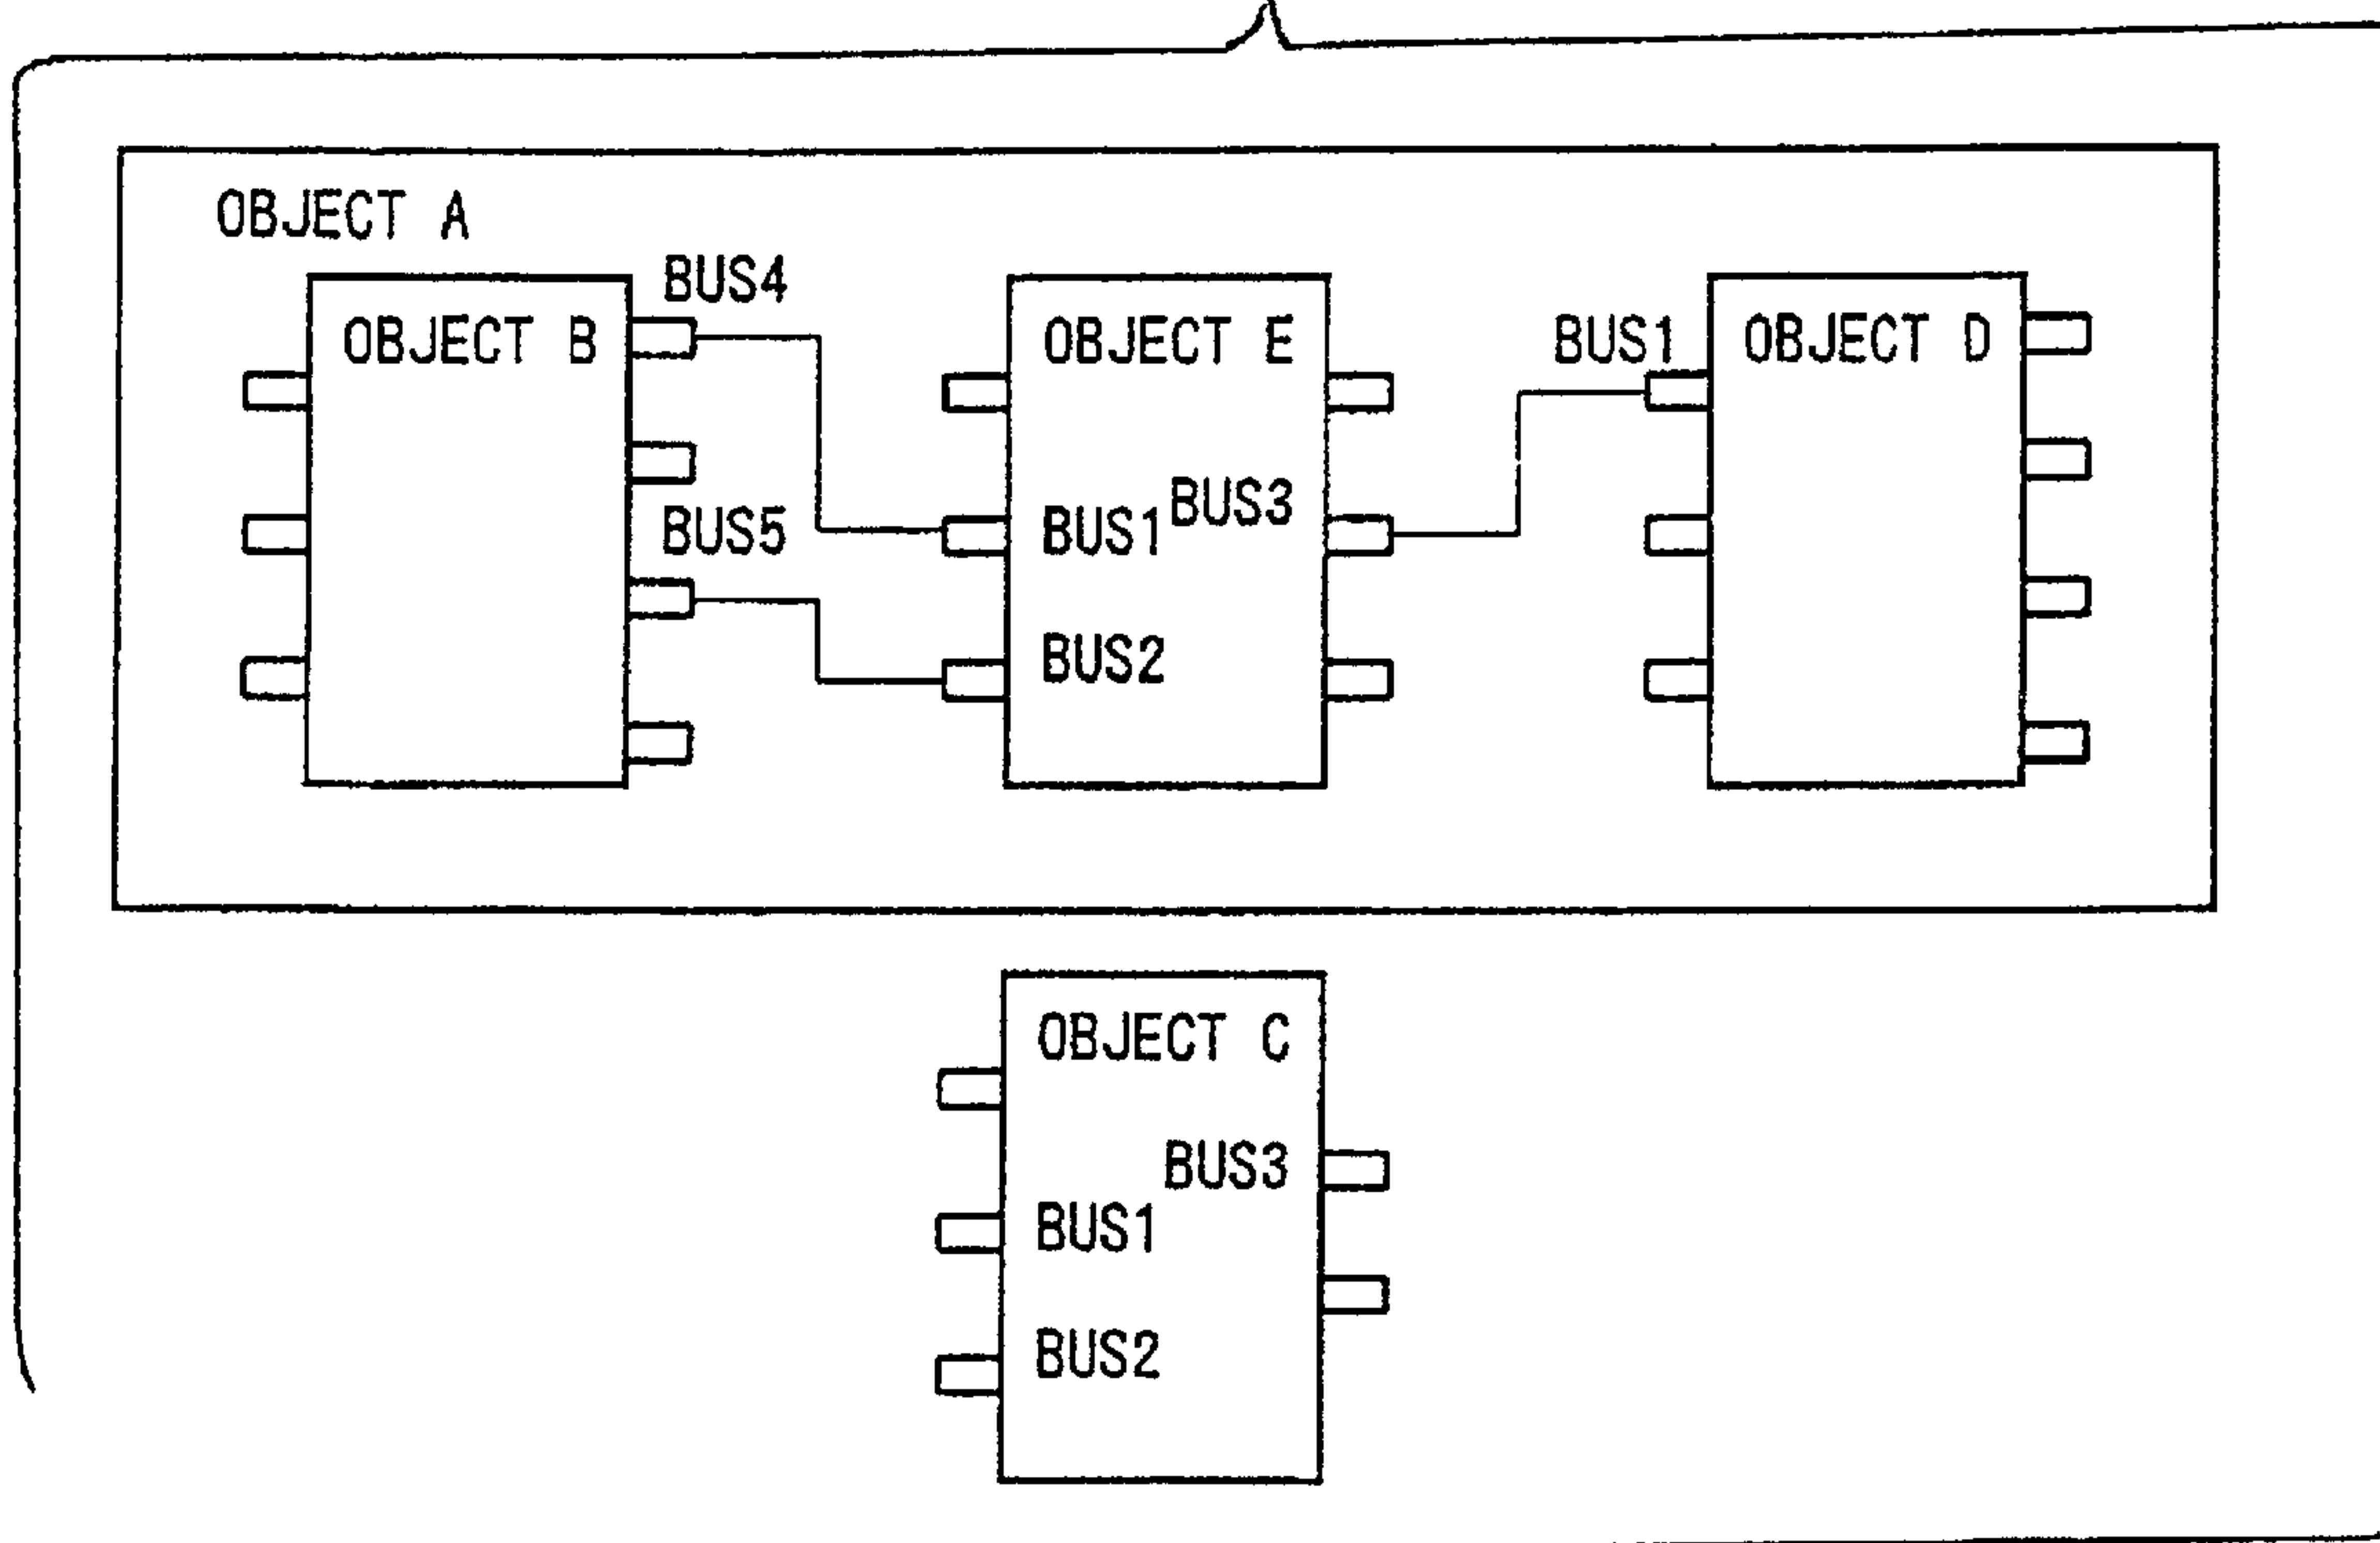 OBJECT A
BUS4
OBJECT B
OBJECT E
BUS1
OBJECT D
BUS5
BUS1
BUS3
BUS2
OBJECT C
BUS3
BUS1
BUS2